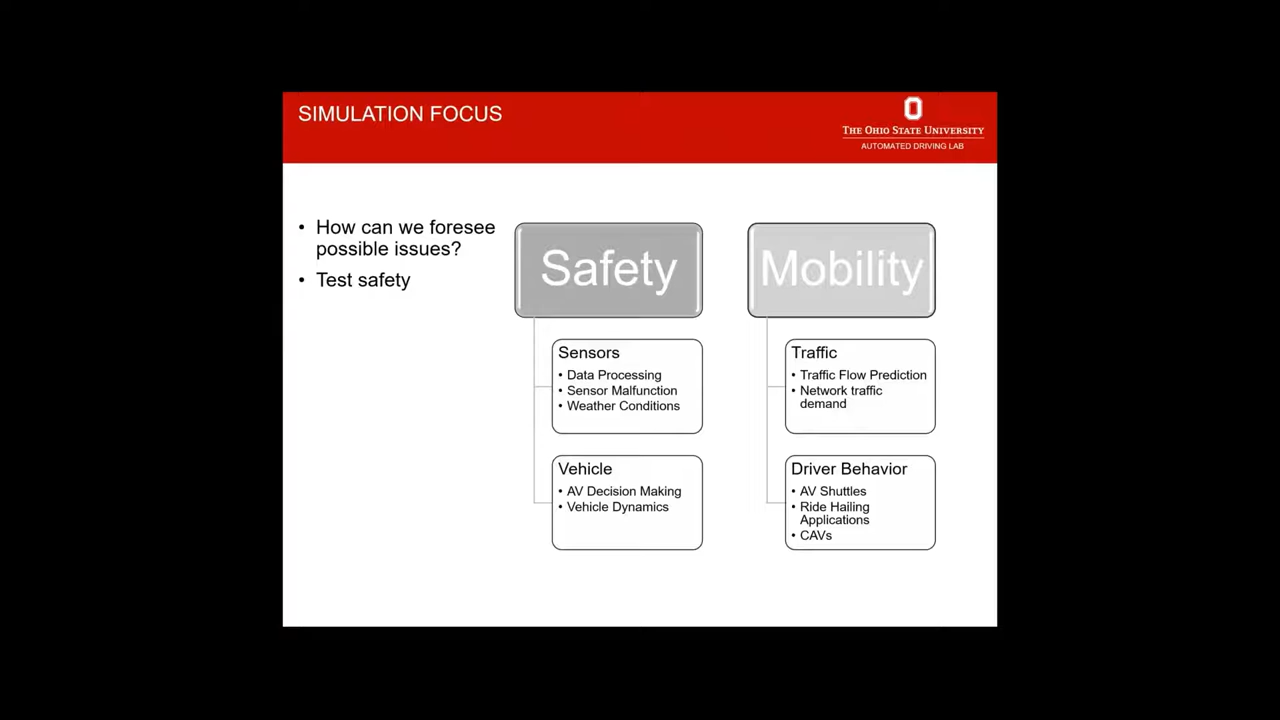 SIMULATION FOCUS
THE OHIO STATE UNIVERSITY
AUTOMATED DRIVING LAB
• How can we foresee
possible issues?
• Test safety
Safety
Sensors
• Data Processing
• Sensor Malfunction
• Weather Conditions
Vehicle
• AV Decision Making
• Vehicle Dynamics
Mobility
Traffic
• Traffic Flow Prediction
• Network traffic
demand
Driver Behavior
• AV Shuttles
• Ride Hailing
Applications
• CAVs